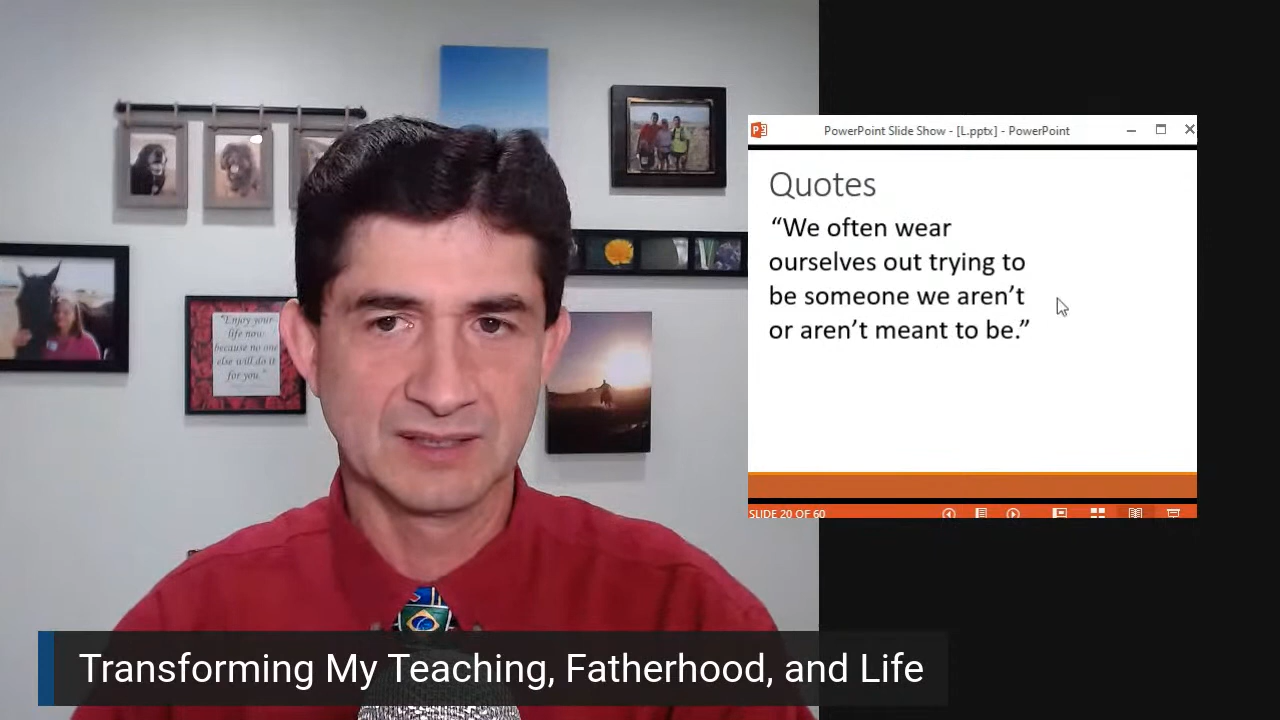 PowerPoint Slide Show - [L.pptx] - PowerPoint
Quotes
“We often wear
ourselves out trying to
be someone we aren’t
or aren’t meant to be.”
SLIDE 20 OF 60
"Enjoy your
life now
because no one
else will do it
for you."
Transforming My Teaching, Fatherhood, and Life